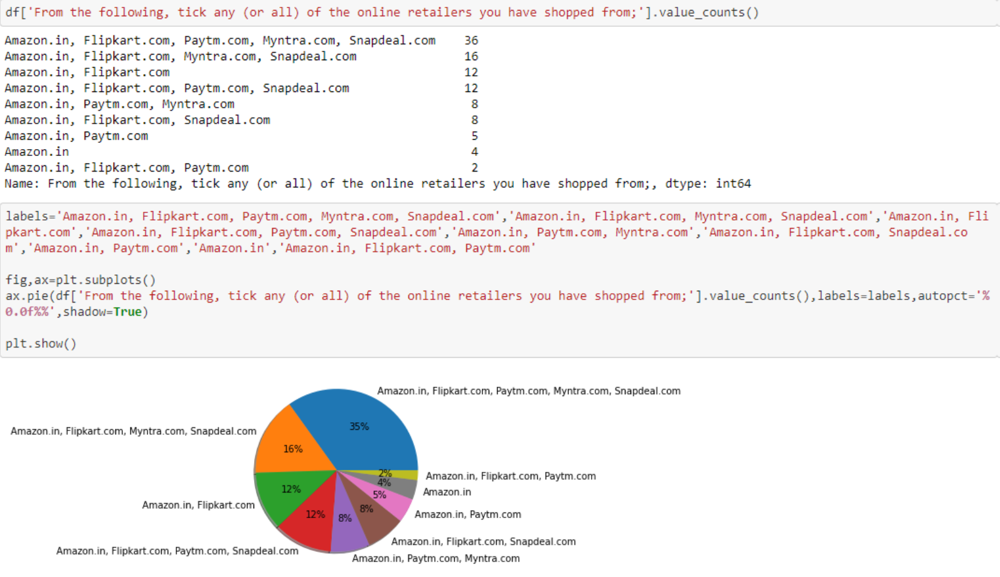 df['From the following, tick any (or all) of the online retailers you have shopped from;'].value_counts()
Amazon.in, Flipkart.com, Paytm.com, Myntra.com, Snapdeal.com    36
Amazon.in, Flipkart.com, Myntra.com, Snapdeal.com               16
Amazon.in, Flipkart.com                                         12
Amazon.in, Flipkart.com, Paytm.com, Snapdeal.com                12
Amazon.in, Paytm.com, Myntra.com                                 8
Amazon.in, Flipkart.com, Snapdeal.com                            8
Amazon.in, Paytm.com                                             5
Amazon.in                                                        4
Amazon.in, Flipkart.com, Paytm.com                               2
Name: From the following, tick any (or all) of the online retailers you have shopped from;, dtype: int64
labels='Amazon.in, Flipkart.com, Paytm.com, Myntra.com, Snapdeal.com','Amazon.in, Flipkart.com, Myntra.com, Snapdeal.com','Amazon.in, Fli
pkart.com','Amazon.in, Flipkart.com, Paytm.com, Snapdeal.com','Amazon.in, Paytm.com, Myntra.com','Amazon.in, Flipkart.com, Snapdeal.co
m','Amazon.in, Paytm.com','Amazon.in','Amazon.in, Flipkart.com, Paytm.com'
fig,ax=plt.subplots()
ax.pie(df['From the following, tick any (or all) of the online retailers you have shopped from;'].value_counts(),labels=labels,autopct='%
0.0f%%',shadow=True)
plt.show()
Amazon.in, Flipkart.com, Paytm.com, Myntra.com, Snapdeal.com
35%
Amazon.in, Flipkart.com, Myntra.com, Snapdeal.com
16%
2%
Amazon.in, Flipkart.com, Paytm.com
4%
Amazon.in
12%
5%
Amazon.in, Flipkart.com
8%
12%
8%
Amazon.in, Paytm.com
Amazon.in, Flipkart.com, Snapdeal.com
Amazon.in, Flipkart.com, Paytm.com, Snapdeal.com
Amazon.in, Paytm.com, Myntra.com